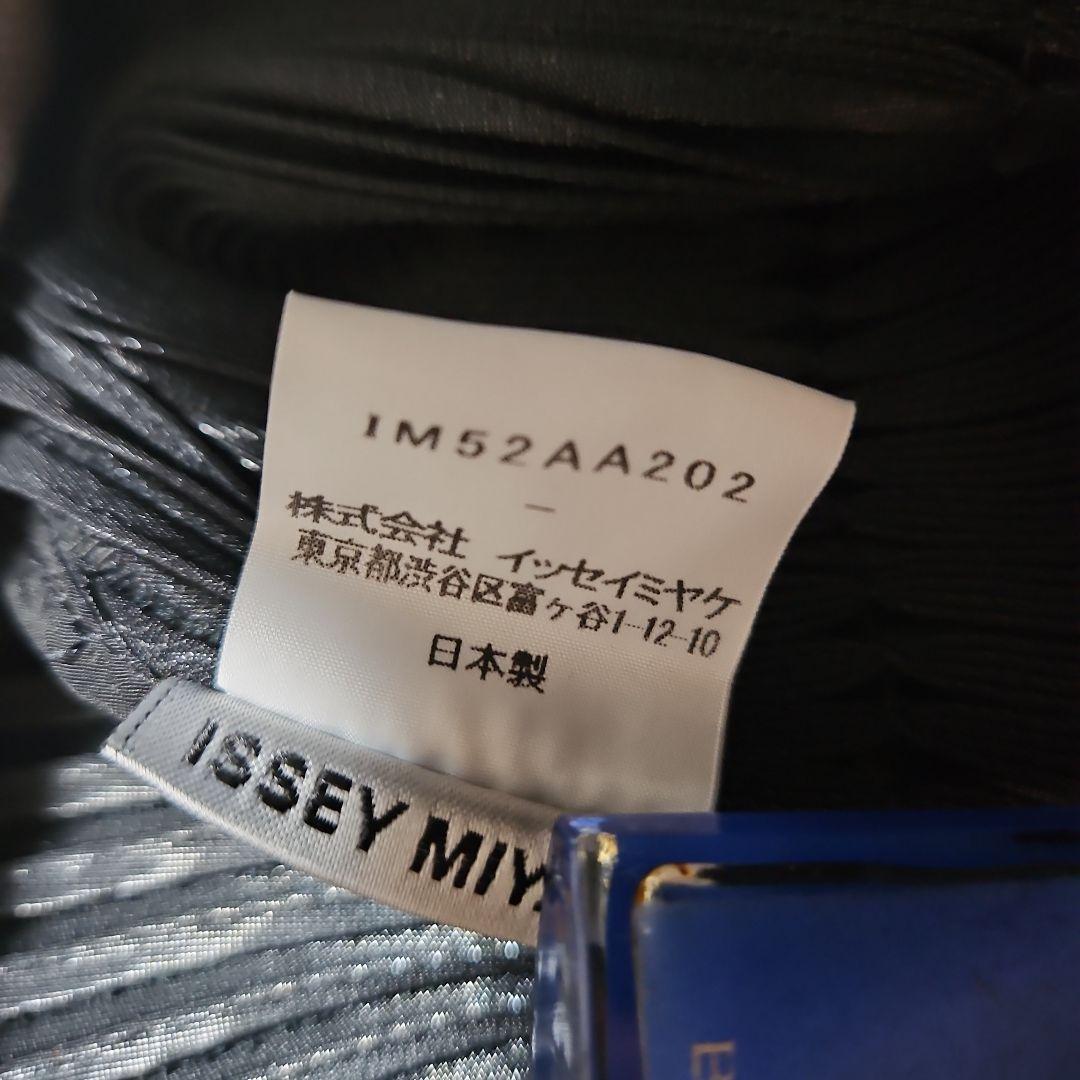 IM52AA202
–
株式会社 イッセイミヤケ
東京都渋谷区富ヶ谷1-12-10
日本製
ISSEY